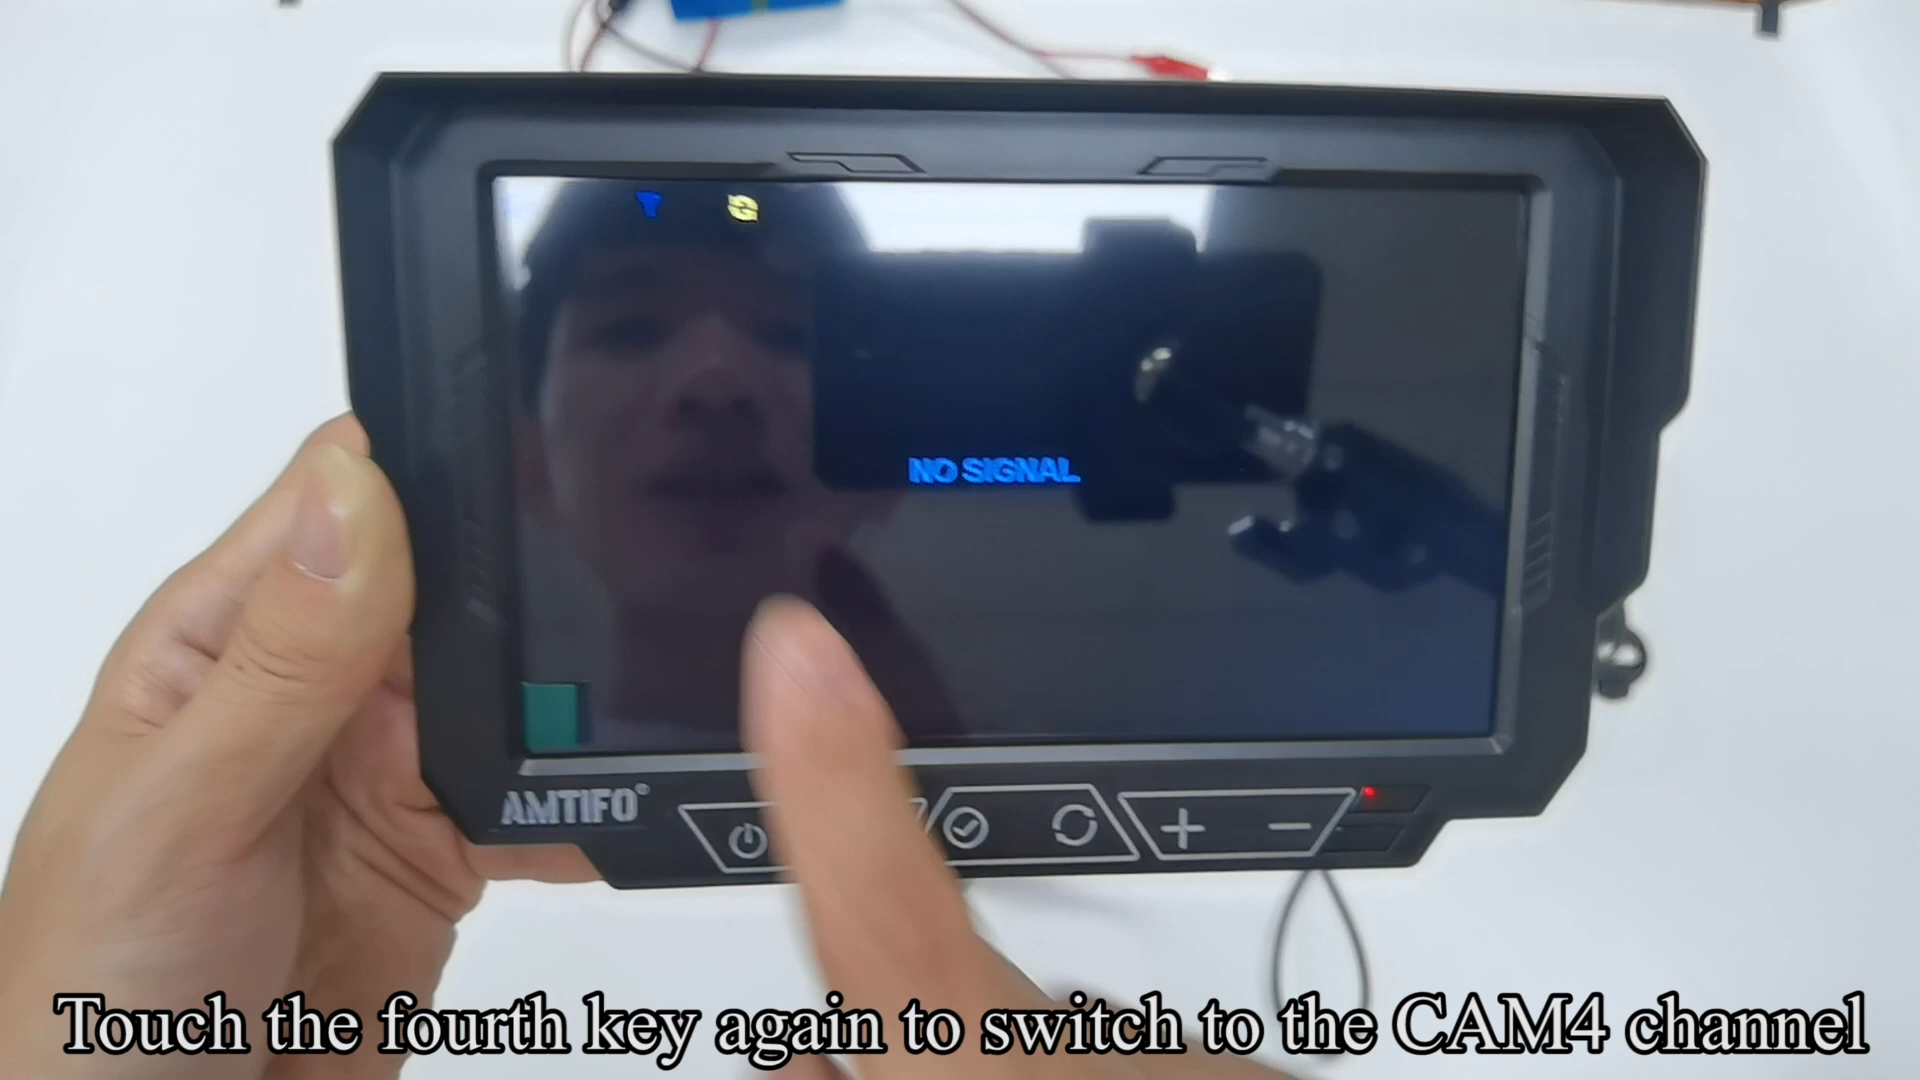 NO SIGNAL
AMTIFO®
Touch the fourth key again to switch to the CAM4 channel